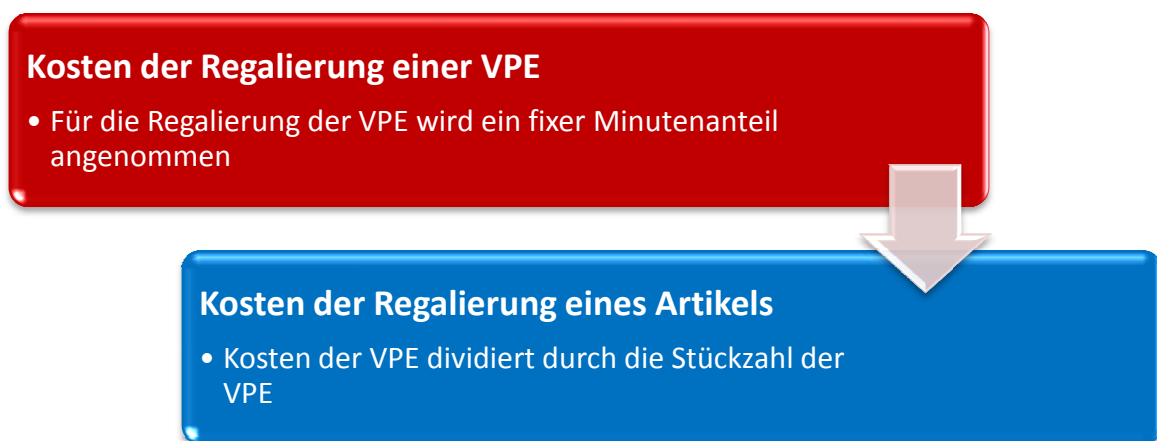 Kosten der Regalierung einer VPE
• Für die Regalierung der VPE wird ein fixer Minutenanteil
angenommen
Kosten der Regalierung eines Artikels
• Kosten der VPE dividiert durch die Stückzahl der
VPE